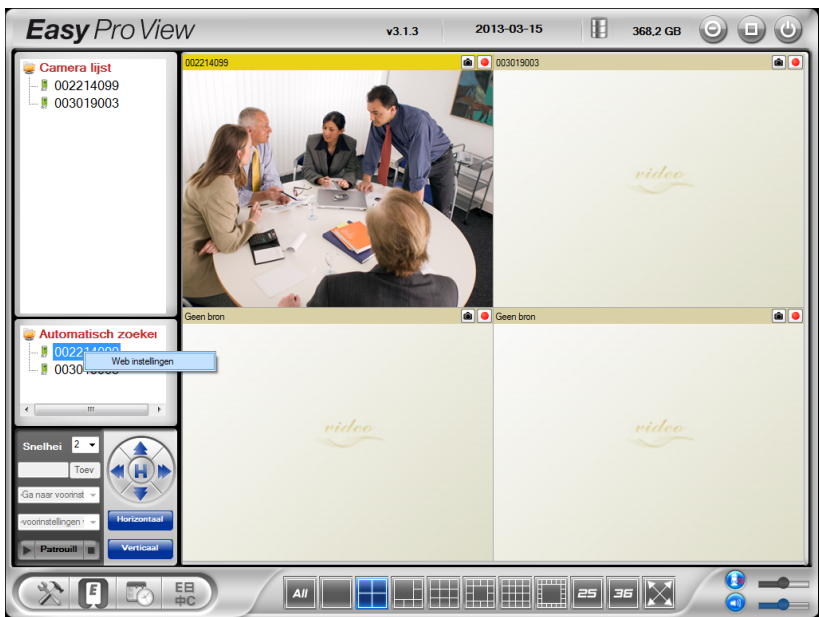 Easy Pro View
v3.1.3
2013-03-15
368,2 GB
Camera lijst
002214099
003019003
002214099
003019003
video
Automatisch zoeker
Web instellingen
Geen bron
Geen bron
video
video
Snelhei
2
Toev
Ga naar voorinst
voorinstellingen
Patrouill
H
Horizontaal
Verticaal
E
All
25
36